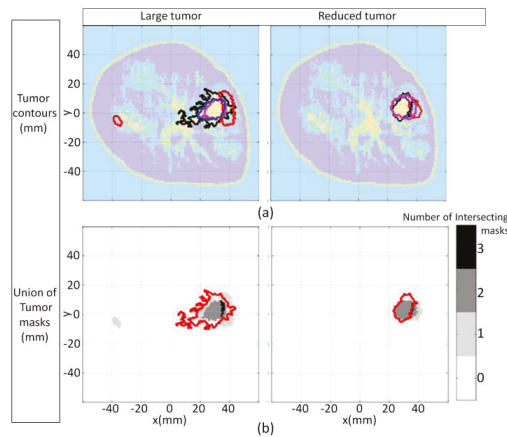 Large tumor
Reduced tumor
Tumor
contours
(mm)
y
40
20
0
-20
-40
(a)
Number of Intersecting
masks
3
2
1
0
Union of
Tumor
masks
(mm)
y
40
20
0
-20
-40
-40 -20 0 20 40
x(mm)
-40 -20 0 20 40
x(mm)
(b)